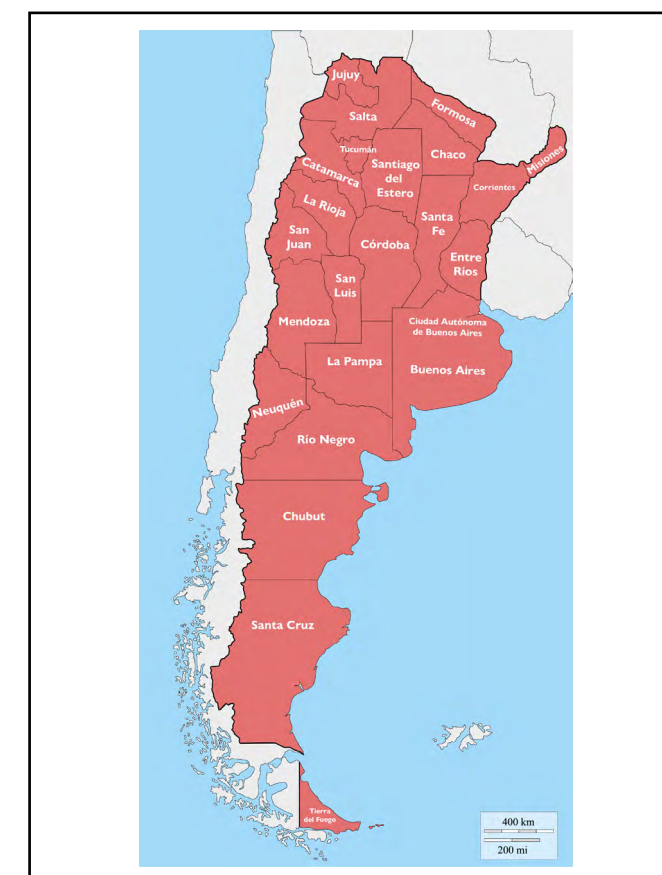 Jujuy
Formosa
Salta
Tucumán
Chaco
Misiones
Catamarca
Santiago
del
Estero
Corrientes
La Rioja
Santa
Fe
San
Juan
Córdoba
Entre
Ríos
San
Luis
Mendoza
Ciudad Autónoma
de Buenos Aires
La Pampa
Buenos Aires
Neuquén
Río Negro
Chubut
Santa Cruz
Tierra
del Fuego
400 km
200 mi